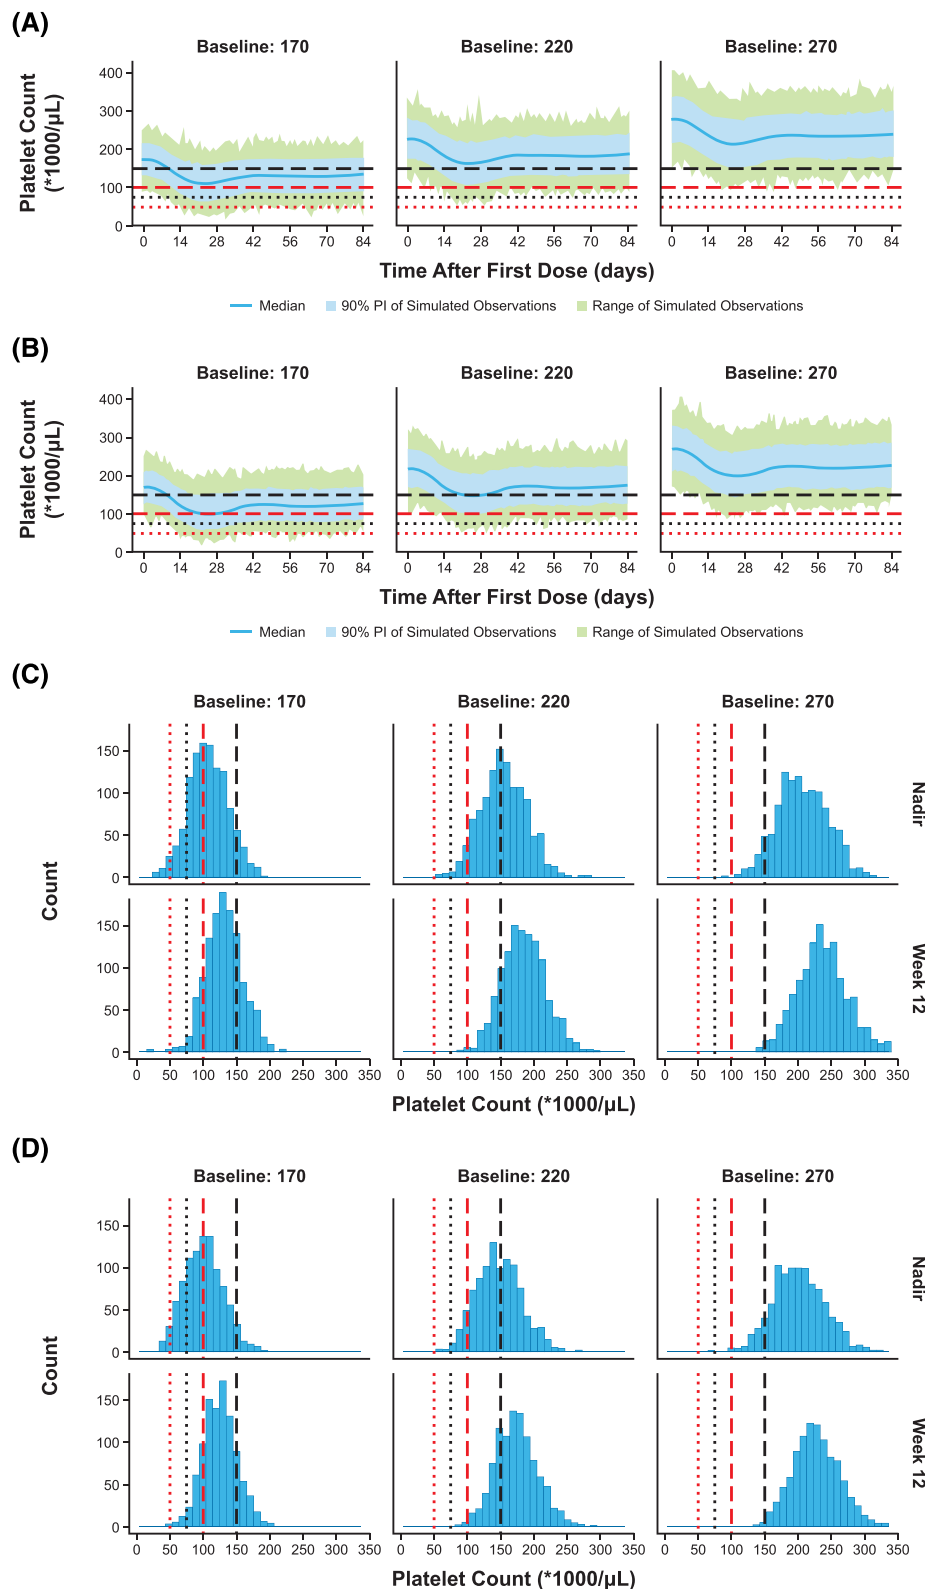 (A)
Baseline: 170 Baseline: 220 Baseline: 270
Platelet Count
(*1000/µL)
400
300
200
100
0
0 14 28 42 56 70 84 0 14 28 42 56 70 84 0 14 28 42 56 70 84
Time After First Dose (days)
Median 90% PI of Simulated Observations Range of Simulated Observations
(B)
Baseline: 170 Baseline: 220 Baseline: 270
Platelet Count
(*1000/µL)
400
300
200
100
0
0 14 28 42 56 70 84 0 14 28 42 56 70 84 0 14 28 42 56 70 84
Time After First Dose (days)
Median 90% PI of Simulated Observations Range of Simulated Observations
(C)
Baseline: 170 Baseline: 220 Baseline: 270
Count
150
100
50
0
Nadir
150
100
50
0
Week 12
0 50 100 150 200 250 300 350 0 50 100 150 200 250 300 350 0 50 100 150 200 250 300 350
Platelet Count (*1000/µL)
(D)
Baseline: 170 Baseline: 220 Baseline: 270
Count
150
100
50
0
Nadir
150
100
50
0
Week 12
0 50 100 150 200 250 300 350 0 50 100 150 200 250 300 350 0 50 100 150 200 250 300 350
Platelet Count (*1000/µL)